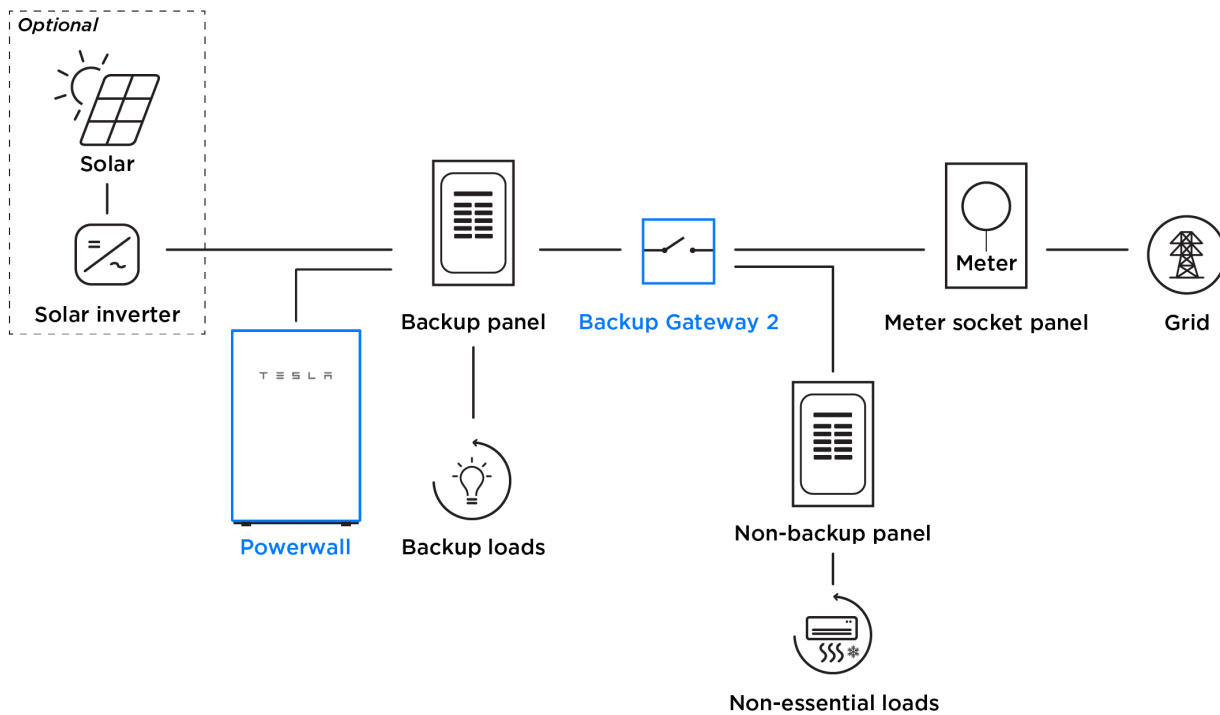 Optional
Solar
Solar inverter
TESLA
Powerwall
Backup panel
Backup loads
Backup Gateway 2
Meter
Meter socket panel
Grid
Non-backup panel
Non-essential loads